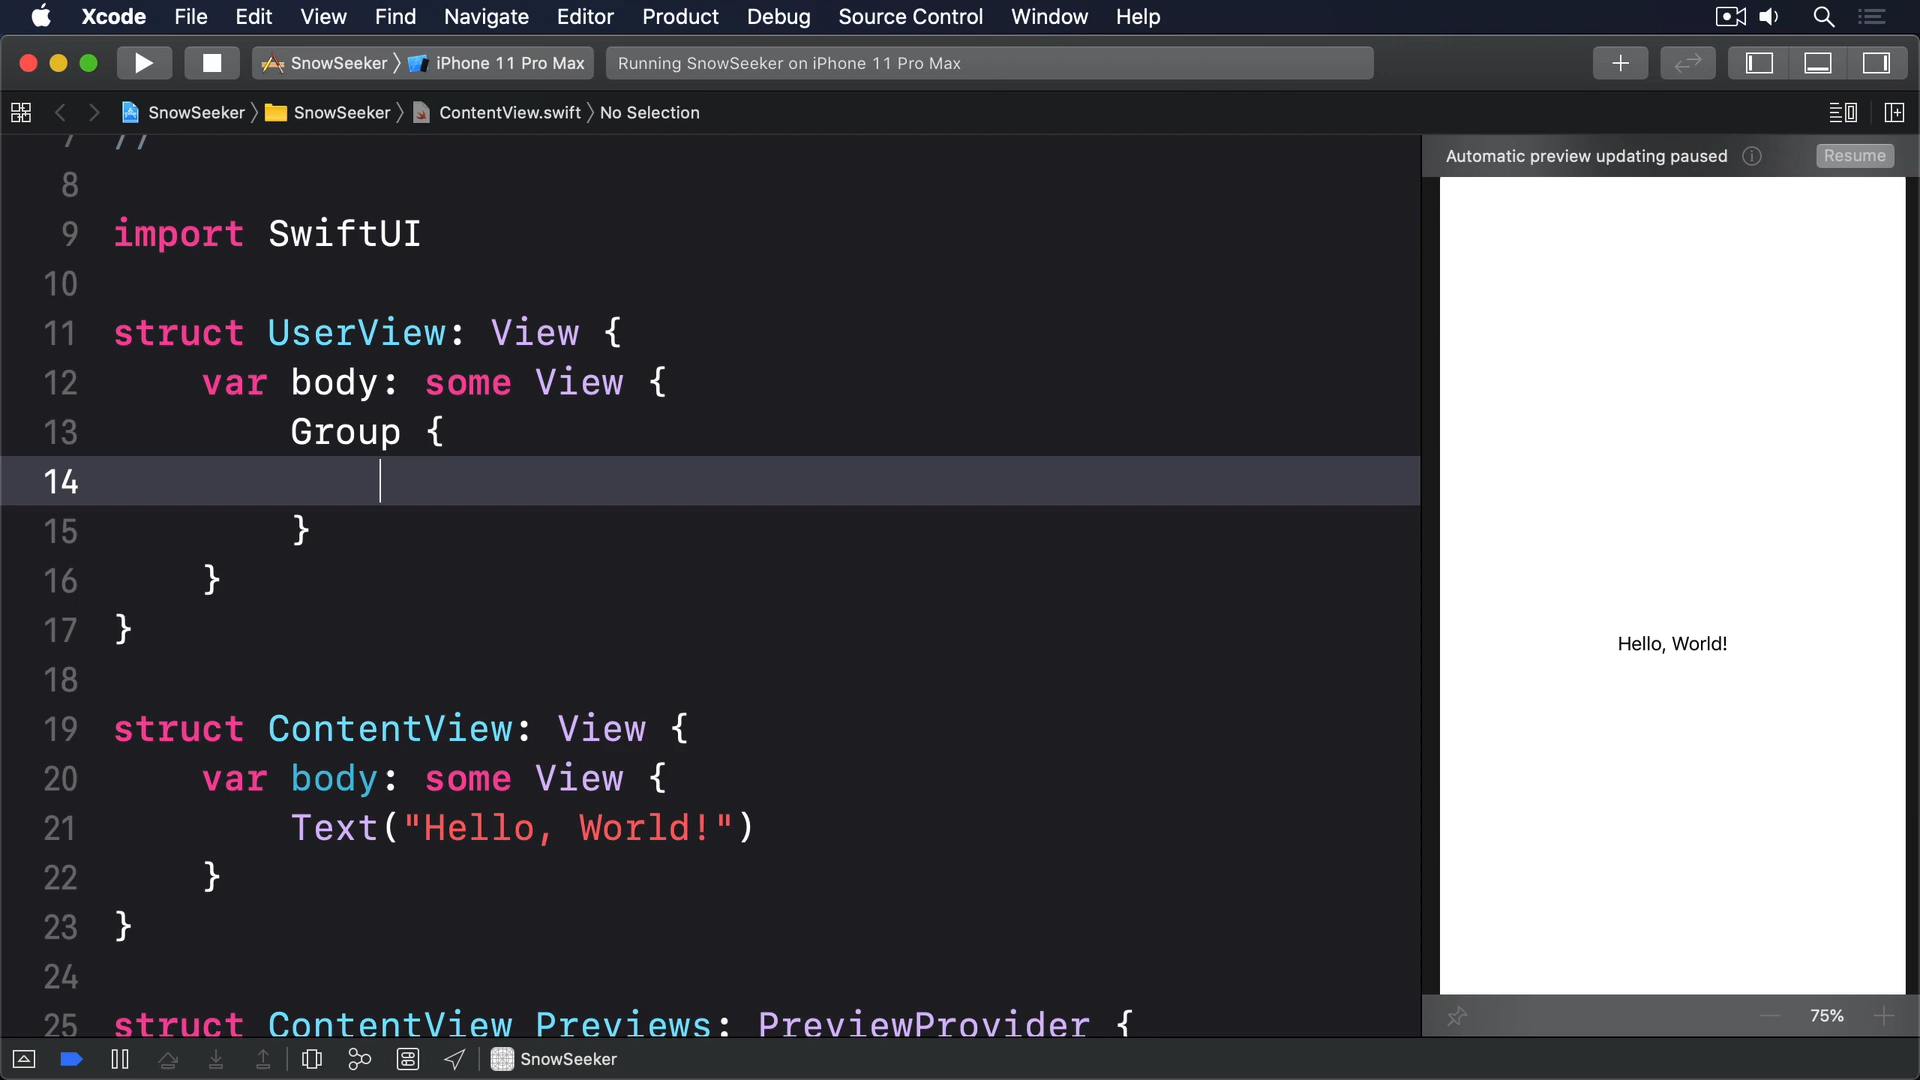 Xcode File Edit View Find Navigate Editor Product Debug Source Control Window Help
SnowSeeker 〉 iPhone 11 Pro Max Running SnowSeeker on iPhone 11 Pro Max
SnowSeeker 〉 SnowSeeker 〉 ContentView.swift 〉 No Selection
Automatic preview updating paused Resume
7 //
8
9 import SwiftUI
10
11 struct UserView: View {
12 var body: some View {
13 Group {
14
15 }
16 }
17 }
18
19 struct ContentView: View {
20 var body: some View {
21 Text("Hello, World!")
22 }
23 }
24
25 struct ContentView_Previews: PreviewProvider {
Hello, World!
75%
SnowSeeker